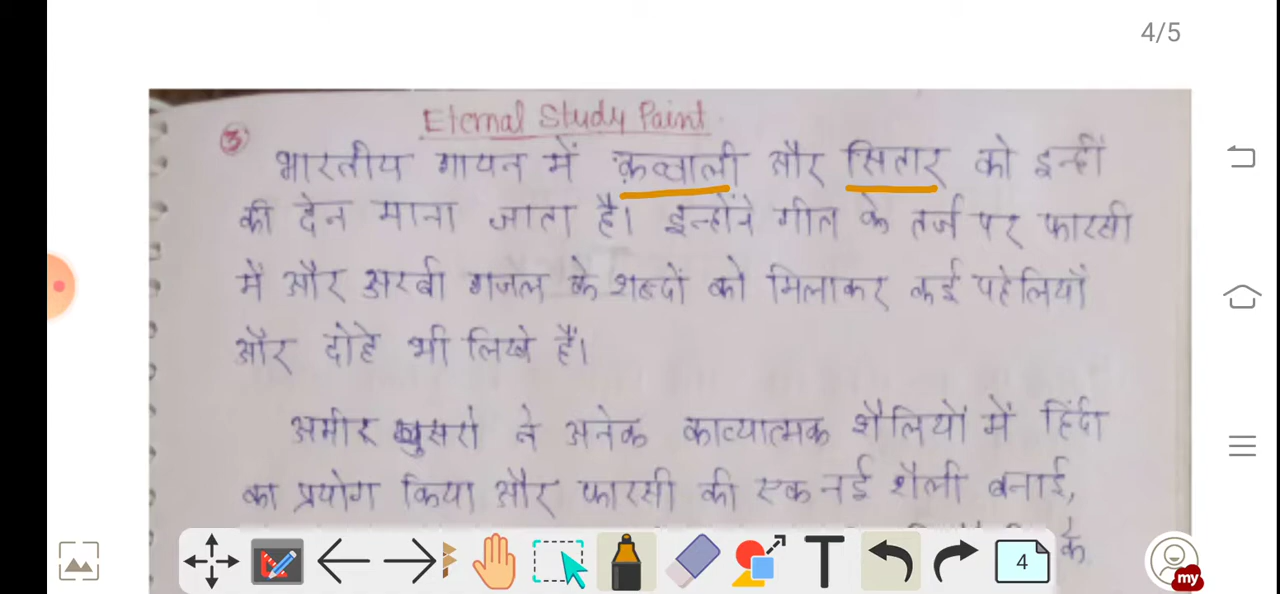 4/5
Eternal Study Paint.
3
भारतीय गायन में क़व्वाली और सितार को इन्हीं
की देन माना जाता है। इन्होंने गीत के तर्ज पर फारसी
में और अरबी गजल के शब्दों को मिलाकर कई पहेलियाँ
और दोहे भी लिखे हैं।
अमीर खुसरो ने अनेक काव्यात्मक शैलियों में हिंदी
का प्रयोग किया और फारसी की एक नई शैली बनाई,
के
T
4
my